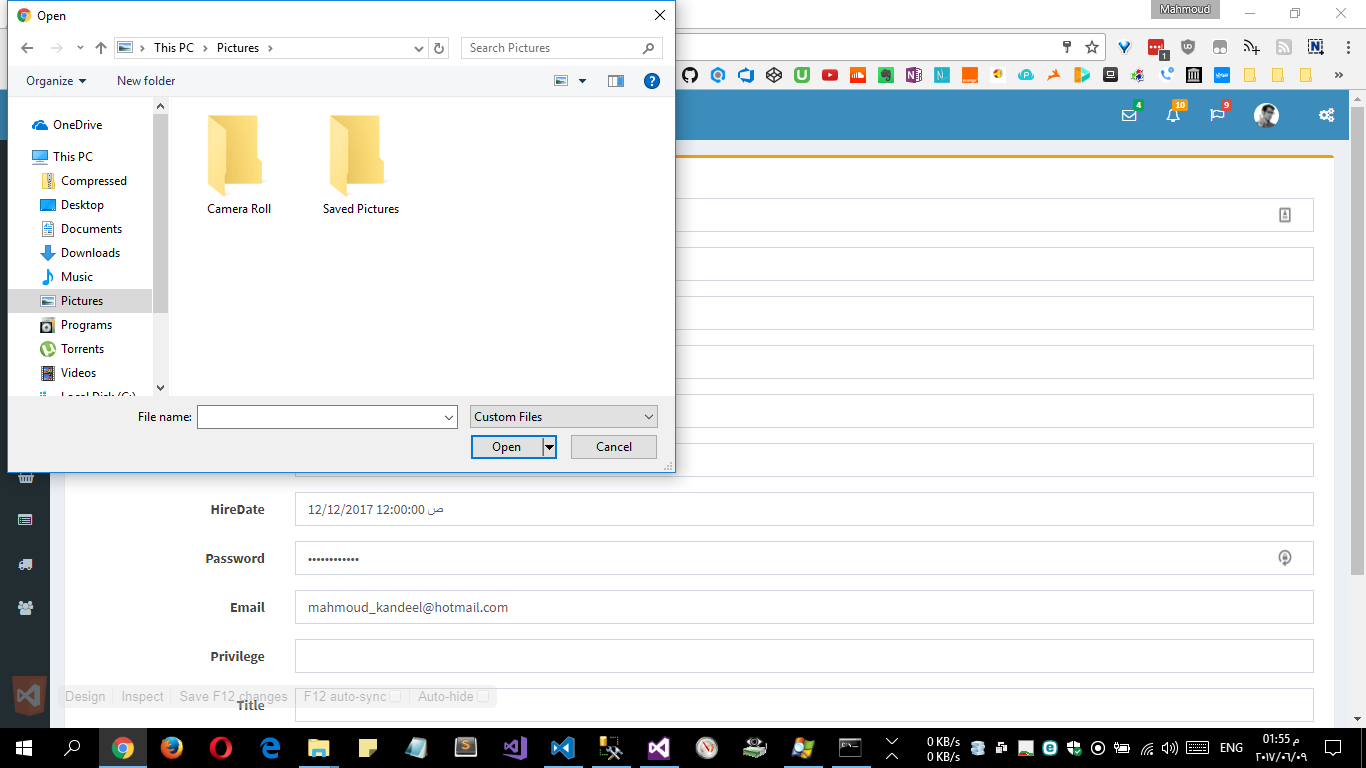 Open
Mahmoud
This PC
Pictures
Search Pictures
1
Organize
New folder
OneDrive
This PC
Compressed
Desktop
Documents
Downloads
Music
Pictures
Programs
Torrents
Videos
Camera Roll
Saved Pictures
4
10
9
File name:
Custom Files
Open
Cancel
HireDate
12/12/2017 12:00:00 ص
Password
••••••••••••
Email
mahmoud_kandeel@hotmail.com
Privilege
Design
Inspect
Save F12 changes
F12 auto-sync
Auto-hide
Title
0 KB/s
0 KB/s
ENG
01:55 م
٢٠١٧/٠٦/٠٩